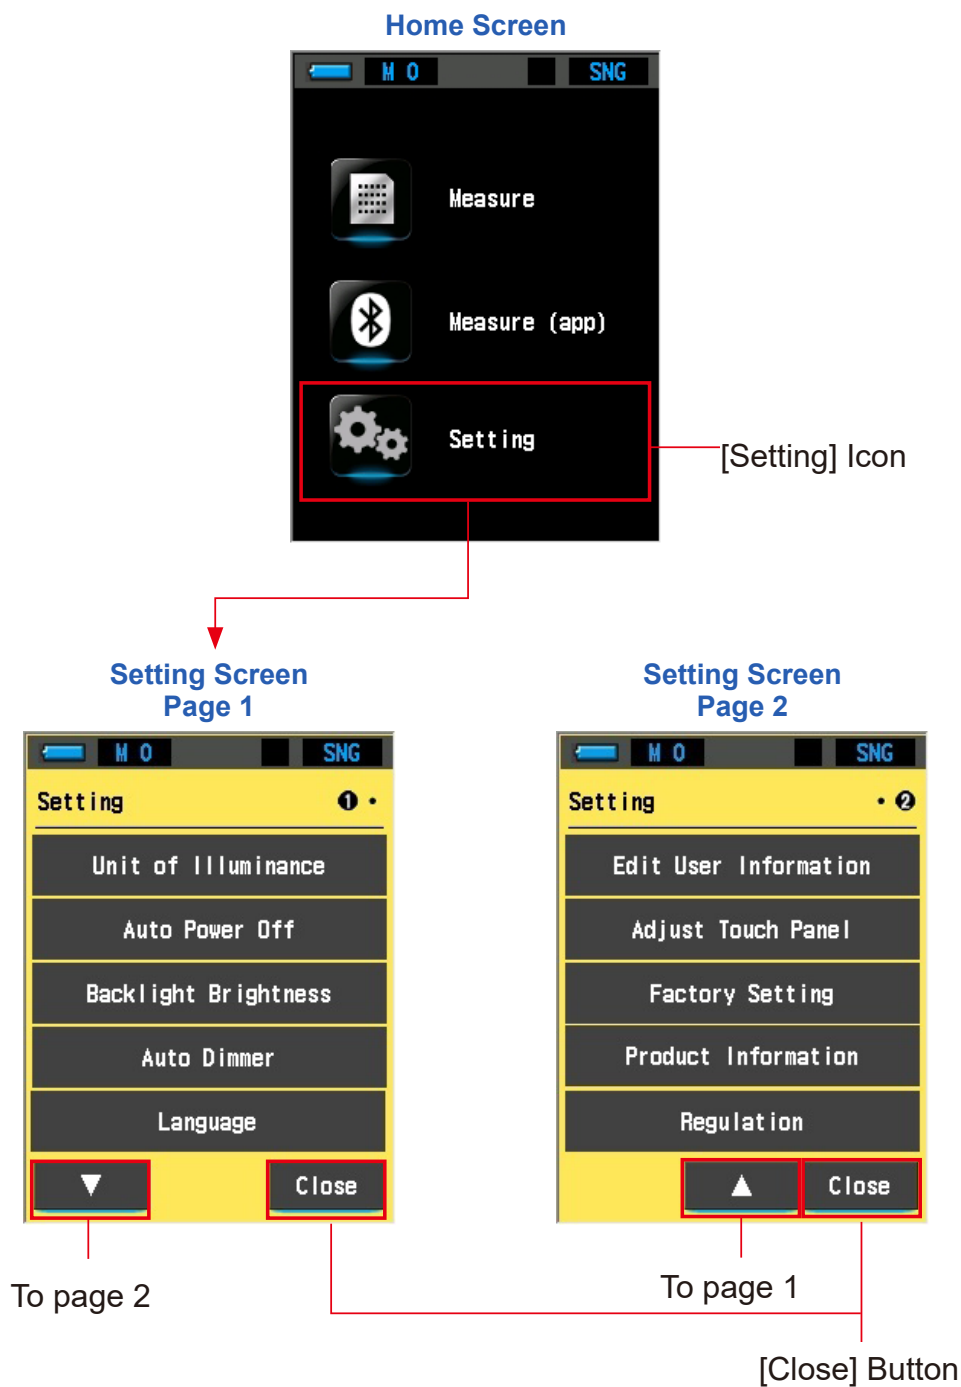 Home Screen
M 0 SNG
Measure
Measure (app)
Setting
[Setting] Icon
Setting Screen
Page 1
M 0 SNG
Setting ❶ •
Unit of Illuminance
Auto Power Off
Backlight Brightness
Auto Dimmer
Language
▼ Close
To page 2
Setting Screen
Page 2
M 0 SNG
Setting • ❷
Edit User Information
Adjust Touch Panel
Factory Setting
Product Information
Regulation
▲ Close
To page 1
[Close] Button